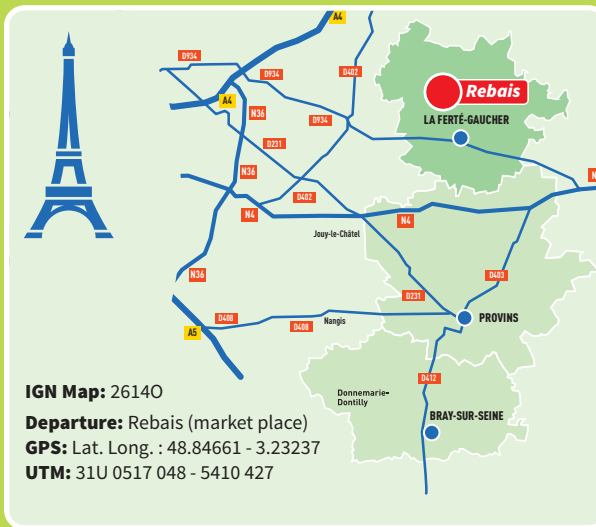 A4
D934
D934
D402
A4
N36
D934
Rebais
LA FERTÉ-GAUCHER
D231
N36
D402
N4
N4
N
Jouy-le-Châtel
N36
D403
D231
D408
D408
Nangis
PROVINS
A5
D412
Donnemarie-
Dontilly
BRAY-SUR-SEINE
IGN Map: 2614O
Departure: Rebais (market place)
GPS: Lat. Long. : 48.84661 - 3.23237
UTM: 31U 0517 048 - 5410 427